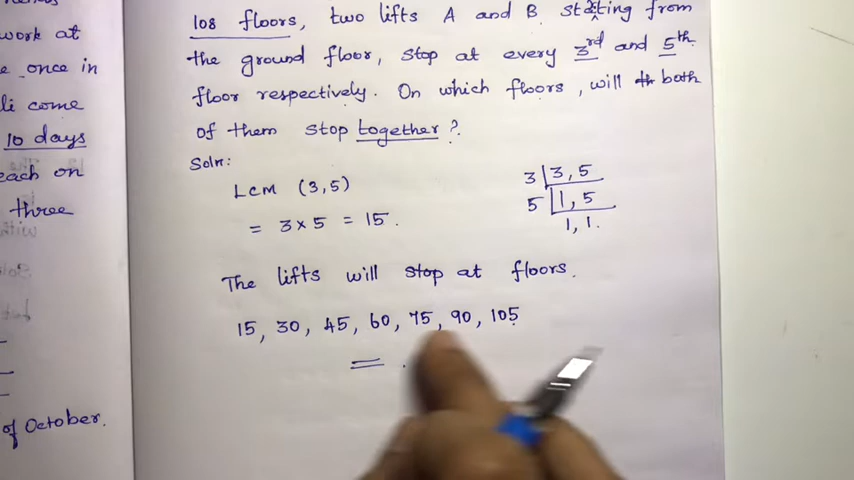 work at
once in
come
10 days
each on
three
of October.
108 floors, two lifts A and B starting from
the ground floor, stop at every 3rd and 5th
floor respectively. On which floors, will both
of them stop together?
Soln:
LCM (3,5)
= 3 × 5 = 15.
3 | 3, 5
5 | 1, 5
1, 1.
The lifts will stop at floors.
15, 30, 45, 60, 75, 90, 105
=